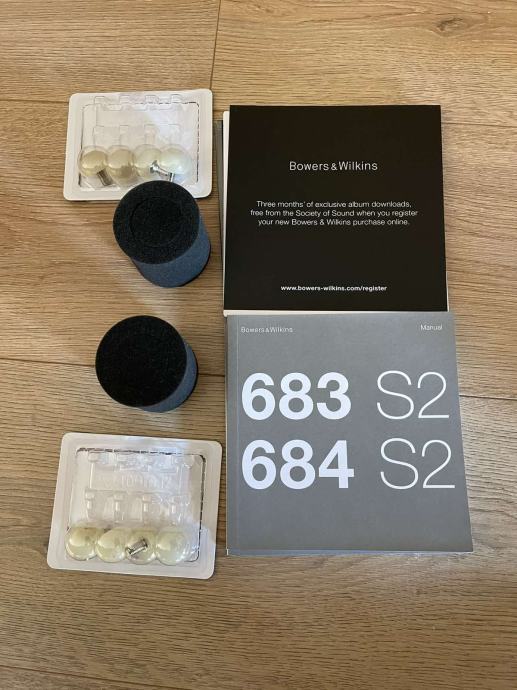 Bowers & Wilkins
Three months' of exclusive album downloads,
free from the Society of Sound when you register
your new Bowers & Wilkins purchase online.
www.bowers-wilkins.com/register
Bowers & Wilkins Manual
683 S2
684 S2